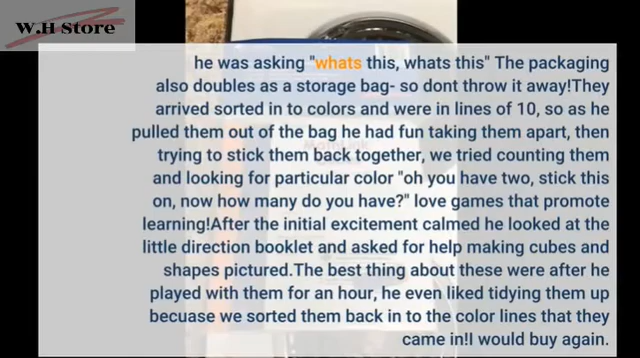 W.H Store
he was asking "whats this, whats this" The packaging
also doubles as a storage bag- so dont throw it away!They
arrived sorted in to colors and were in lines of 10, so as he
pulled them out of the bag he had fun taking them apart, then
trying to stick them back together, we tried counting them
and looking for particular color "oh you have two, stick this
on, now how many do you have?" love games that promote
learning!After the initial excitement calmed he looked at the
little direction booklet and asked for help making cubes and
shapes pictured.The best thing about these were after he
played with them for an hour, he even liked tidying them up
becuase we sorted them back in to the color lines that they
came in!I would buy again.